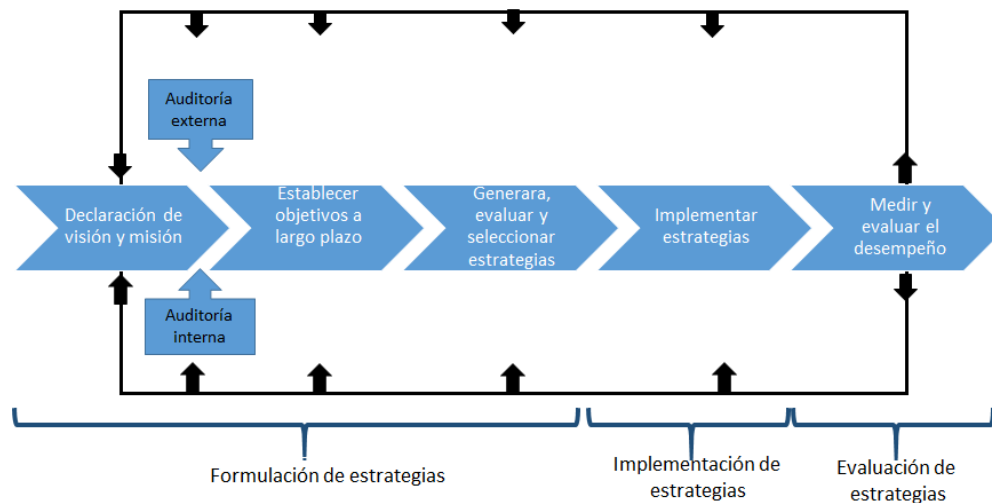 Auditoría
externa
Declaración de
visión y misión
Establecer
objetivos a
largo plazo
Generara,
evaluar y
seleccionar
estrategias
Implementar
estrategias
Medir y
evaluar el
desempeño
Auditoría
interna
Formulación de estrategias
Implementación de
estrategias
Evaluación de
estrategias